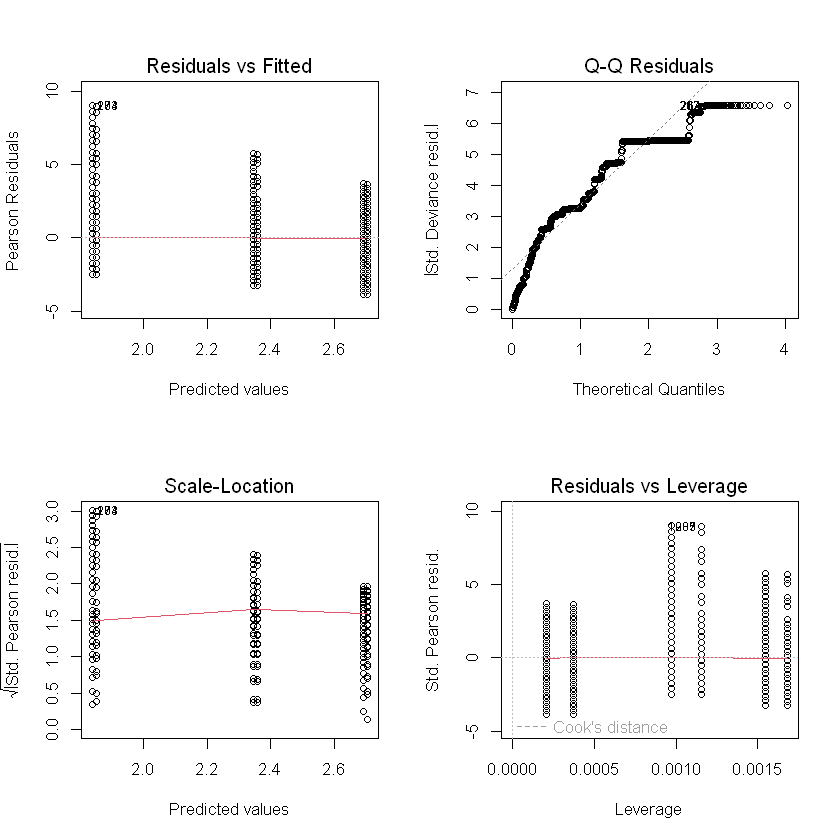 Residuals vs Fitted
Pearson Residuals
10
5
0
-5
2.0 2.2 2.4 2.6
Predicted values
Q-Q Residuals
|Std. Deviance resid.|
7
6
5
4
3
2
1
0
0 1 2 3 4
Theoretical Quantiles
Scale-Location
√|Std. Pearson resid.|
3.0
2.5
2.0
1.5
1.0
0.5
0.0
2.0 2.2 2.4 2.6
Predicted values
Residuals vs Leverage
Std. Pearson resid.
10
5
0
-5
Cook's distance
0.0000 0.0005 0.0010 0.0015
Leverage